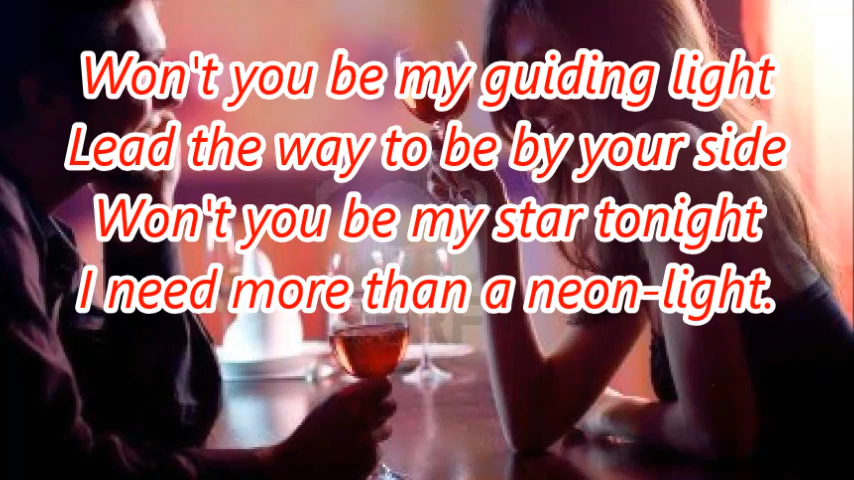 Won't you be my guiding light
Lead the way to be by your side
Won't you be my star tonight
I need more than a neon-light.